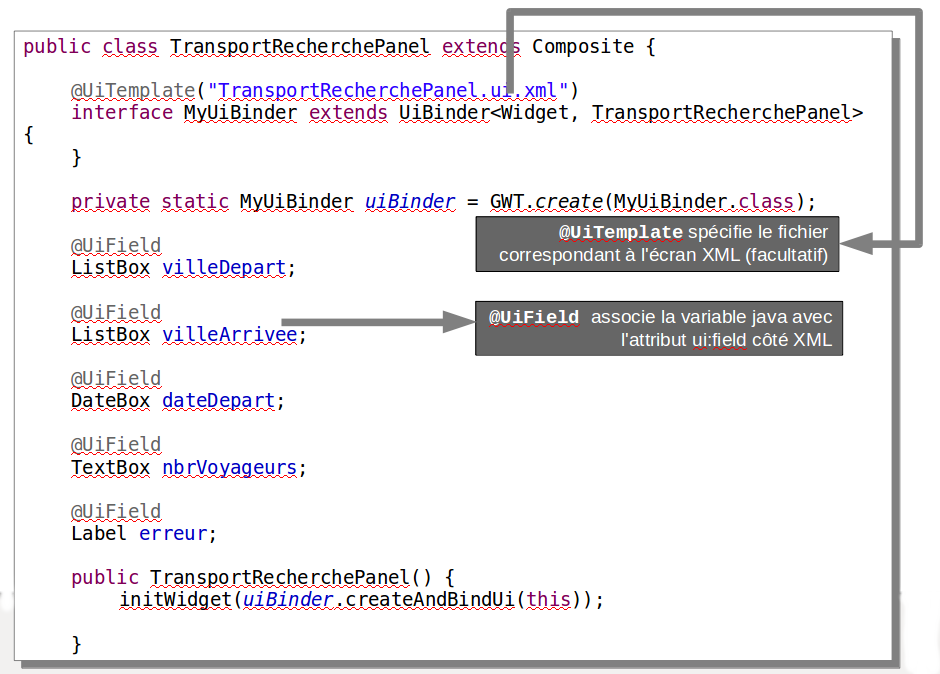 public class TransportRecherchePanel extends Composite {
@UiTemplate("TransportRecherchePanel.ui.xml")
interface MyUiBinder extends UiBinder<Widget, TransportRecherchePanel>
{
}
private static MyUiBinder uiBinder = GWT.create(MyUiBinder.class);
@UiTemplate spécifie le fichier
correspondant à l'écran XML (facultatif)
@UiField
ListBox villeDepart;
@UiField
ListBox villeArrivee;
@UiField associe la variable java avec
l'attribut ui:field côté XML
@UiField
DateBox dateDepart;
@UiField
TextBox nbrVoyageurs;
@UiField
Label erreur;
public TransportRecherchePanel() {
initWidget(uiBinder.createAndBindUi(this));
}